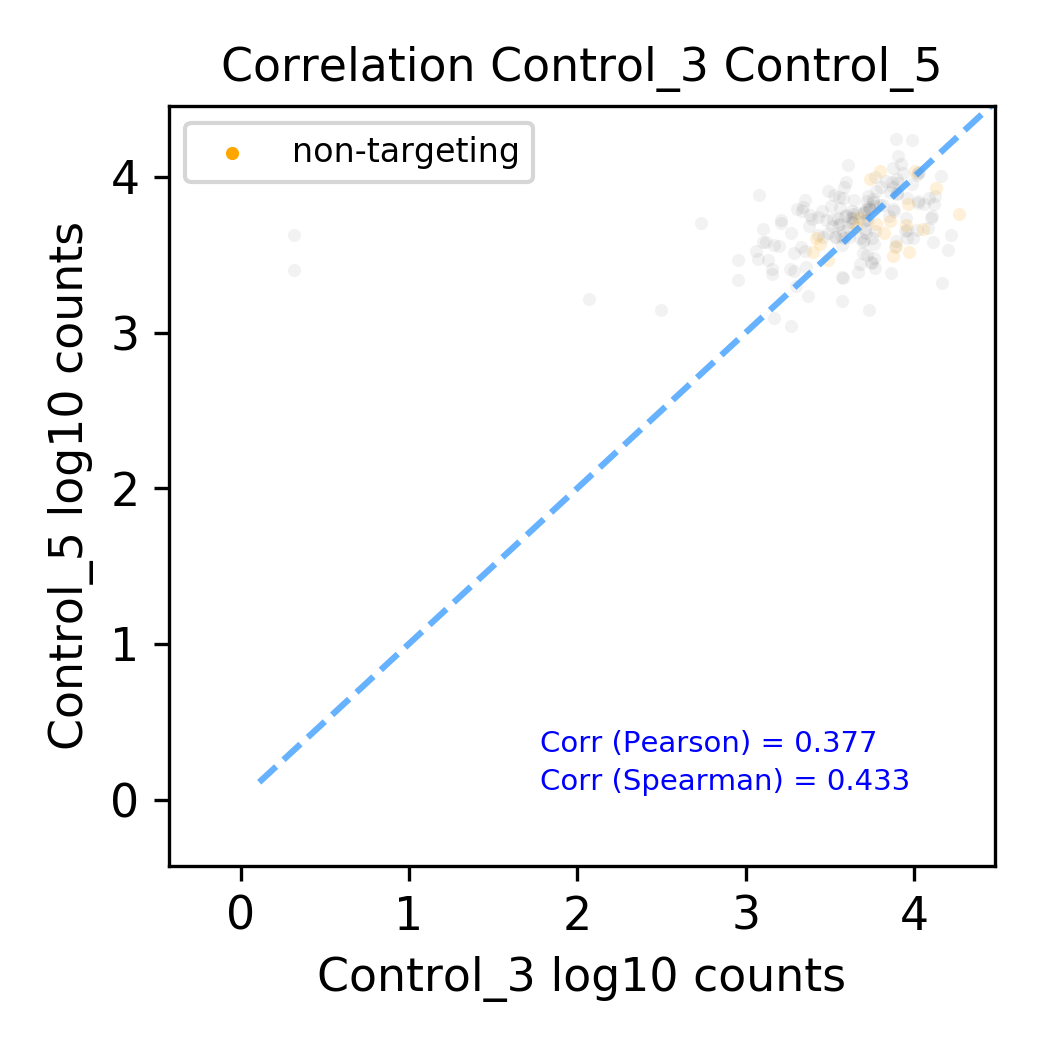 Correlation Control_3 Control_5
non-targeting
4
3
2
1
0
Control_5 log10 counts
Corr (Pearson) = 0.377
Corr (Spearman) = 0.433
0 1 2 3 4
Control_3 log10 counts